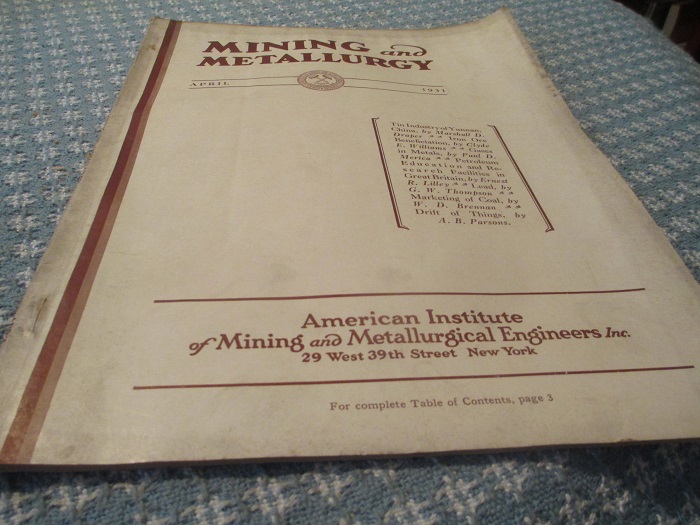 MINING and
METALLURGY
APRIL 1931
Tin Industry of Yunnan,
China, by Marshall D.
Draper Iron Ore
Beneficiation, by Clyde
E. Williams Gases
in Metals, by Paul D.
Merica Petroleum
Education and Re-
search Facilities in
Great Britain, by Ernest
R. Lilley Lead, by
G. W. Thompson
Marketing of Coal, by
W. D. Brennan
Drift of Things, by
A. B. Parsons.
American Institute
of Mining and Metallurgical Engineers Inc.
29 West 39th Street New York
For complete Table of Contents, page 3